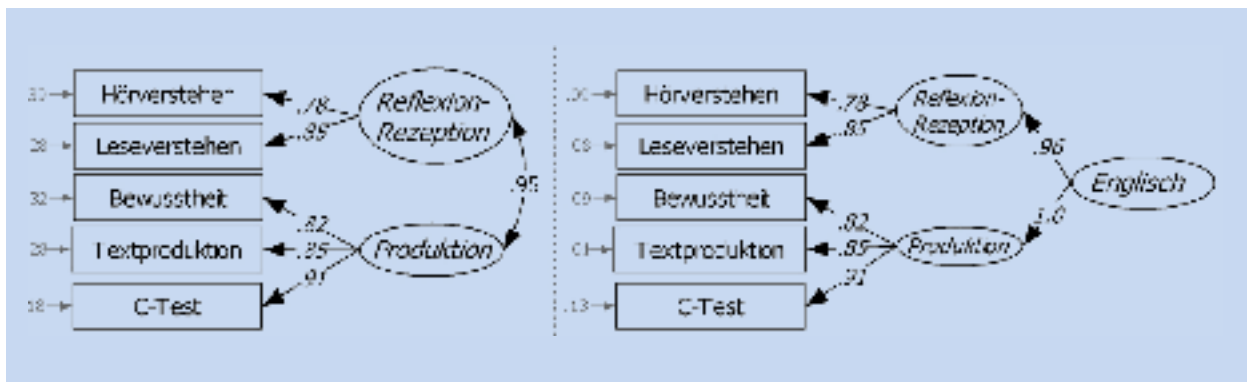 Hörverstehen
.78
Reflexion-
Rezeption
Leseverstehen
Bewusstheit
.95
.82
Textproduktion
.85
Produktion
C-Test
.91
Hörverstehen
.78
Reflexion-
Rezeption
Leseverstehen
.85
.96
Bewusstheit
Englisch
.82
1.0
Textproduktion
.85
Produktion
.13
C-Test
.91